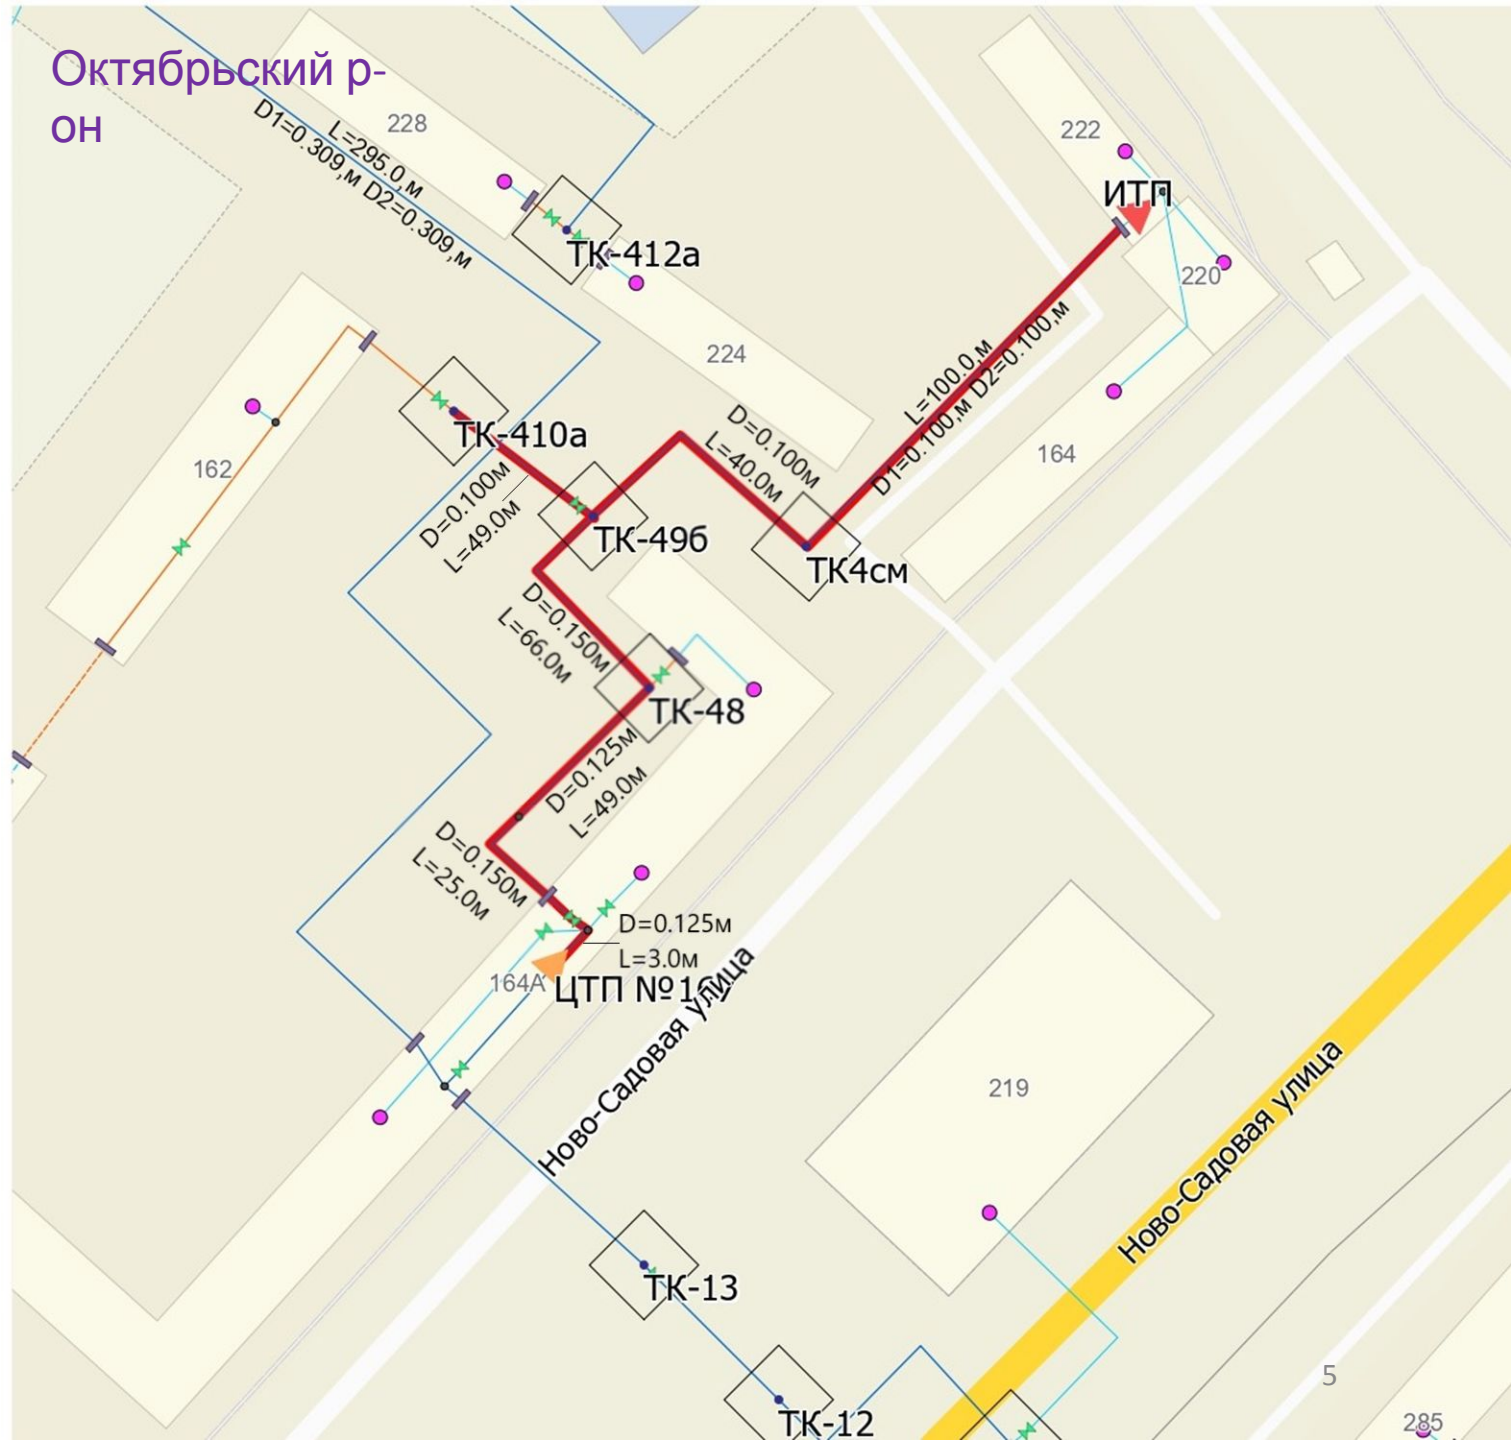 Октябрьский р-
он
228
L=295.0,м
D1=0.309,м D2=0.309,м
ТК-412а
222
ИТП
220
224
L=100.0,м
D1=0.100,м D2=0.100,м
164
162
ТК-410а
D=0.100м
L=49.0м
D=0.100м
L=40.0м
ТК-49б
ТК4см
D=0.150м
L=66.0м
ТК-48
D=0.125м
L=49.0м
D=0.150м
L=25.0м
D=0.125м
L=3.0м
164А
ЦТП
Ново-Садовая улица
219
Ново-Садовая улица
ТК-13
ТК-12
5
285